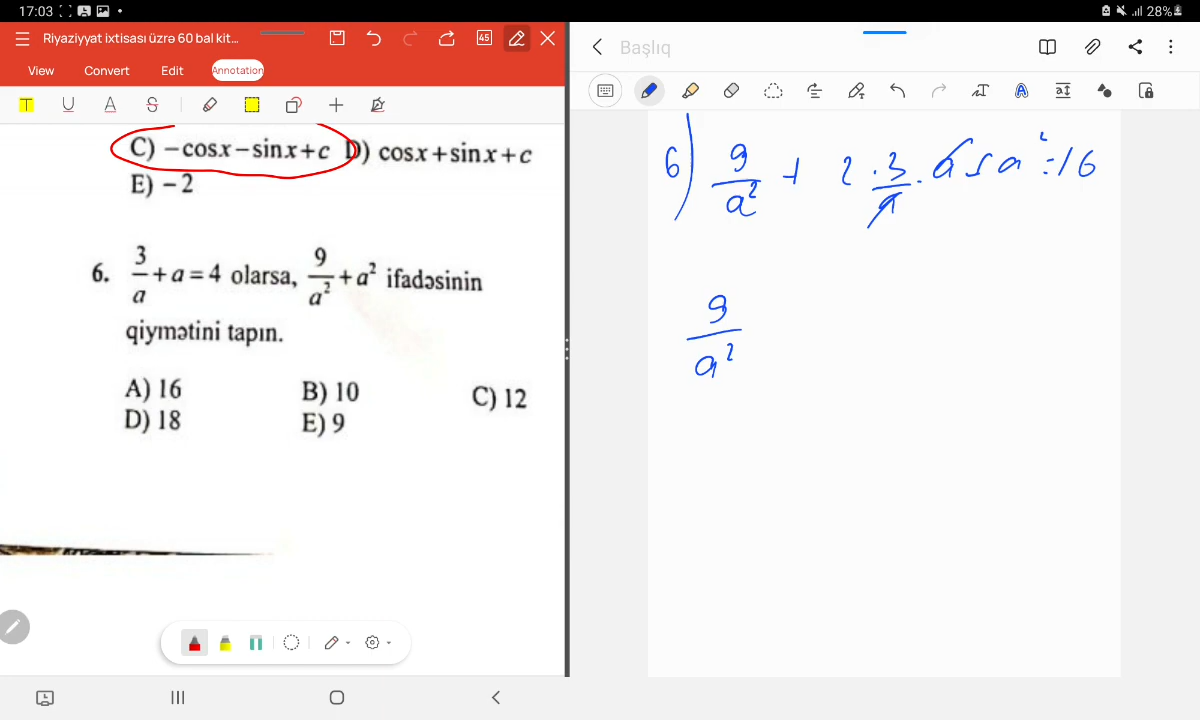 17:03
28%
Riyaziyyat ixtisası üzrə 60 bal kit...
45
View Convert Edit Annotation
T U A S
C) −cosx−sinx+c D) cosx+sinx+c
E) −2
6. 3/a + a = 4 olarsa, 9/a² + a² ifadəsinin
qiymətini tapın.
A) 16 B) 10 C) 12
D) 18 E) 9
Başlıq
6) 9/a² + 2 · 3/a · a + a² = 16
9/a²